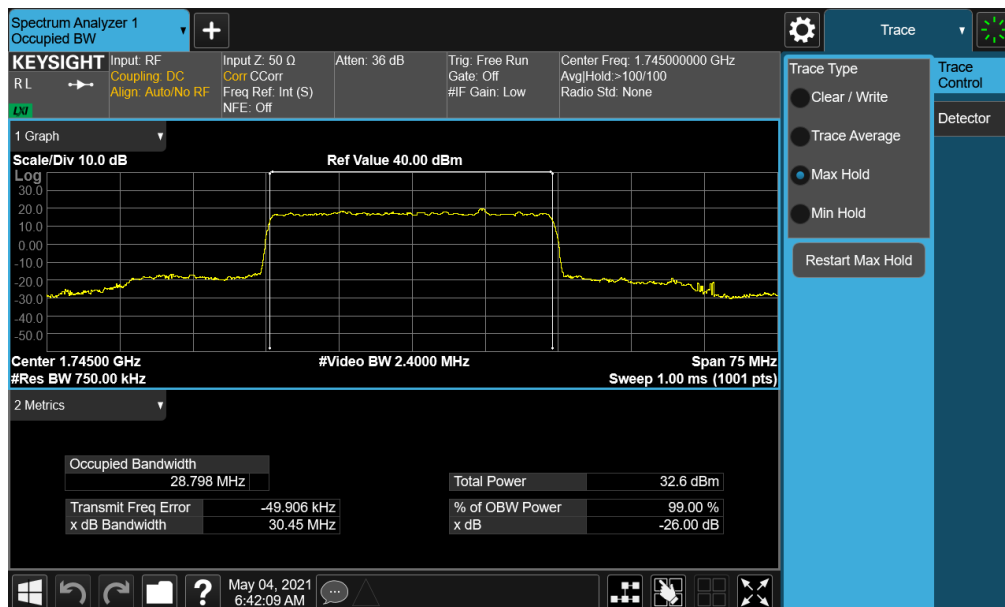 Spectrum Analyzer 1
Occupied BW
Trace
KEYSIGHT
R L
LXI
Input: RF
Coupling: DC
Align: Auto/No RF
Input Z: 50 Ω
Corr CCorr
Freq Ref: Int (S)
NFE: Off
Atten: 36 dB
Trig: Free Run
Gate: Off
#IF Gain: Low
Center Freq: 1.745000000 GHz
Avg|Hold:>100/100
Radio Std: None
Trace Type
Clear / Write
Trace Average
Max Hold
Min Hold
Restart Max Hold
Trace
Control
Detector
1 Graph
Scale/Div 10.0 dB
Ref Value 40.00 dBm
Log
30.0
20.0
10.0
0.00
-10.0
-20.0
-30.0
-40.0
-50.0
Center 1.74500 GHz
#Video BW 2.4000 MHz
Span 75 MHz
#Res BW 750.00 kHz
Sweep 1.00 ms (1001 pts)
2 Metrics
Occupied Bandwidth
28.798 MHz
Total Power 32.6 dBm
Transmit Freq Error -49.906 kHz
% of OBW Power 99.00 %
x dB Bandwidth 30.45 MHz
x dB -26.00 dB
?
May 04, 2021
6:42:09 AM